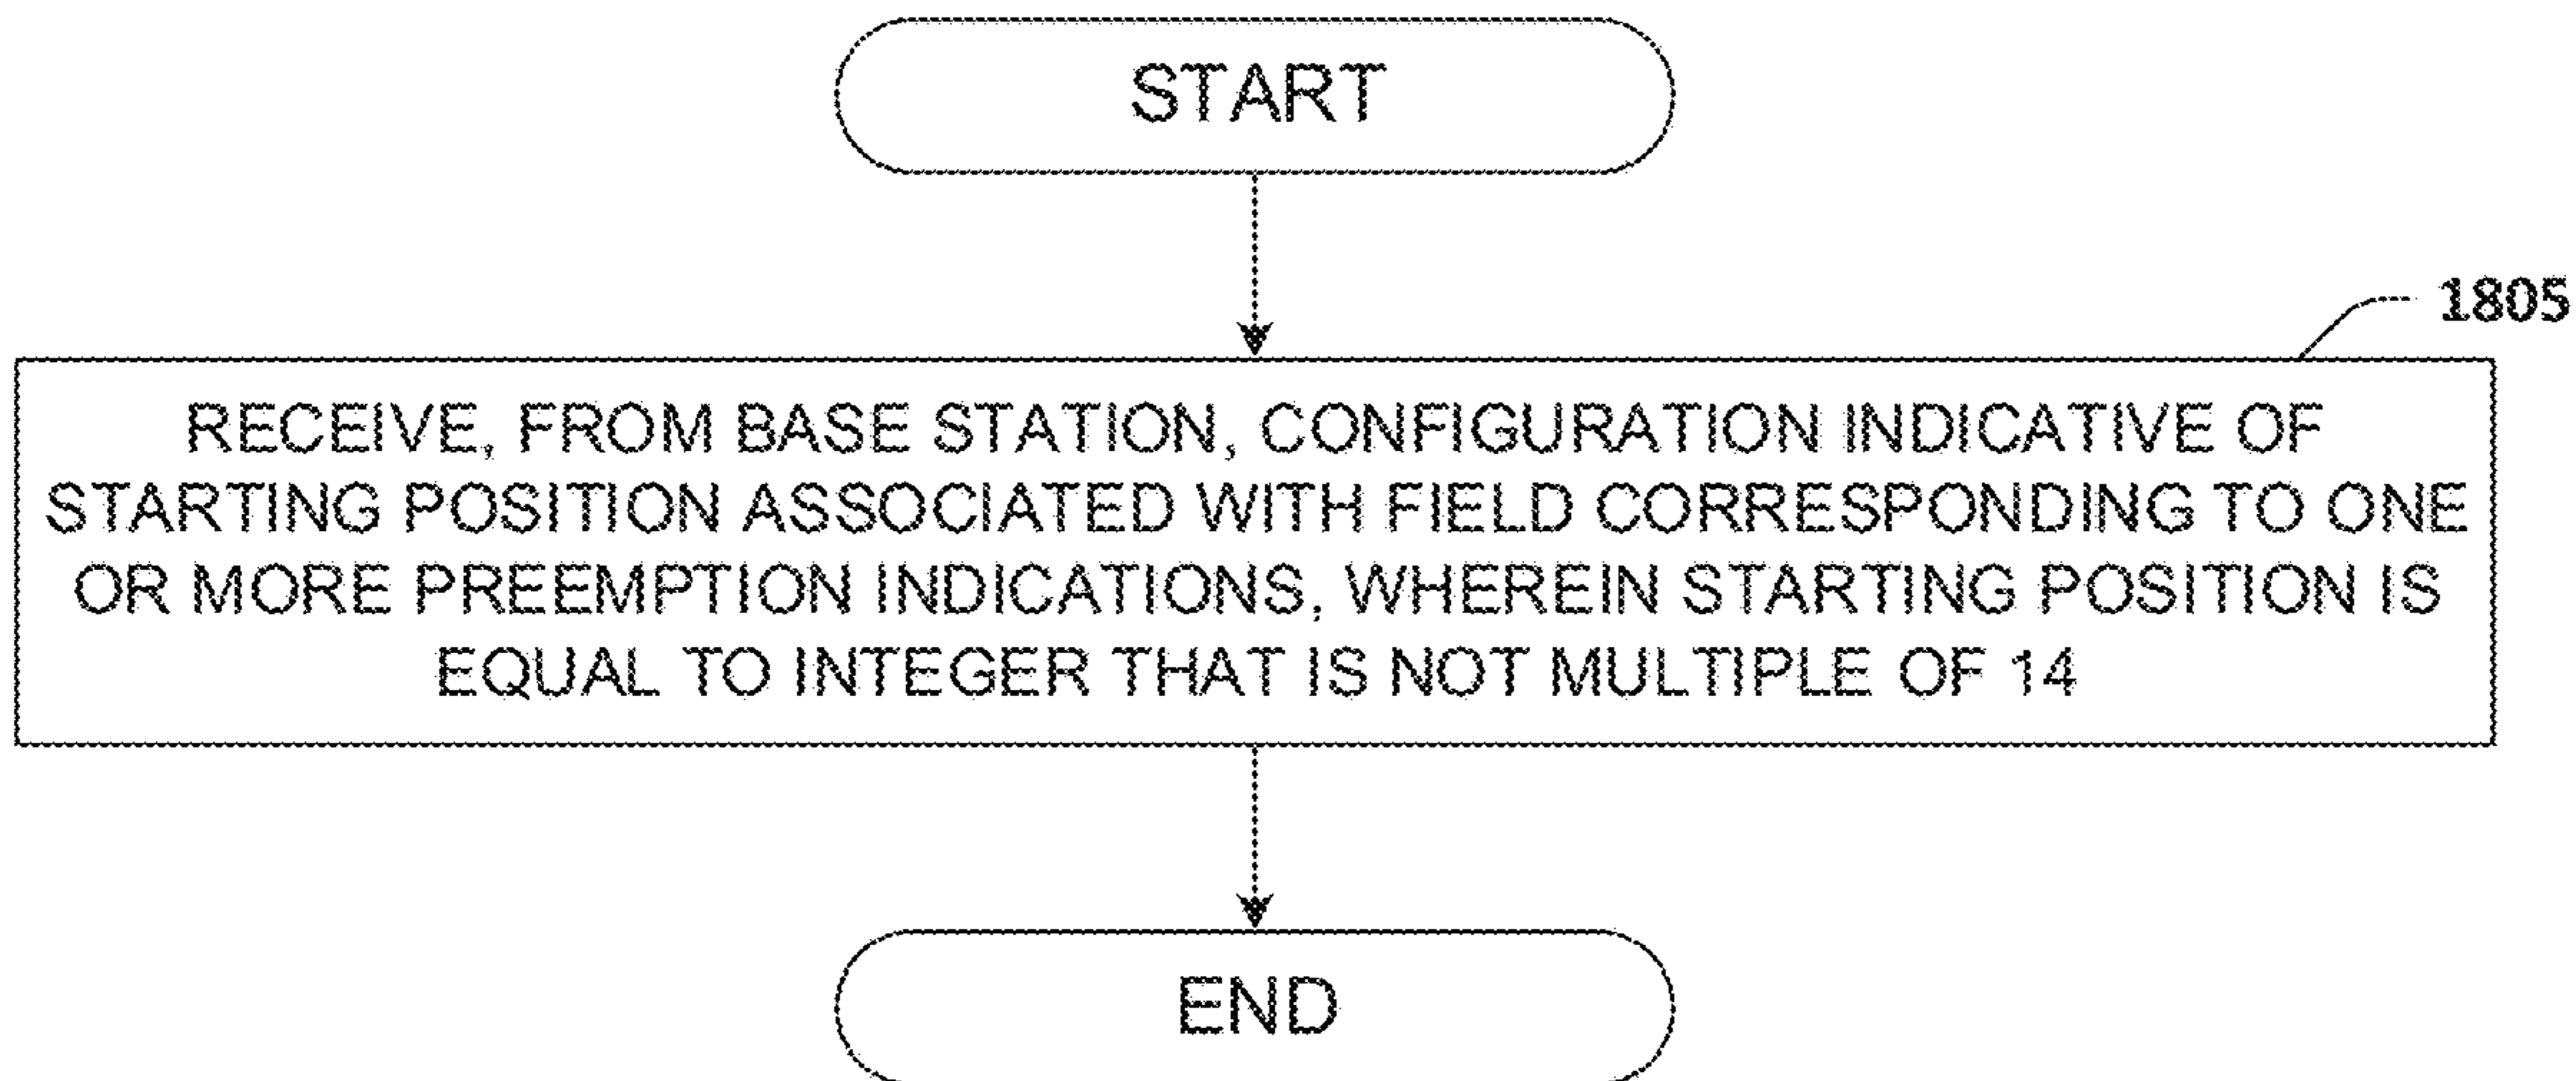 START
1805
RECEIVE, FROM BASE STATION, CONFIGURATION INDICATIVE OF
STARTING POSITION ASSOCIATED WITH FIELD CORRESPONDING TO ONE
OR MORE PREEMPTION INDICATIONS, WHEREIN STARTING POSITION IS
EQUAL TO INTEGER THAT IS NOT MULTIPLE OF 14
END